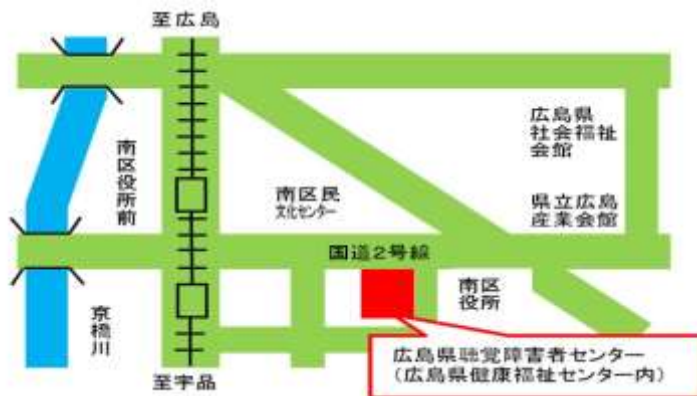 至広島
広島県
社会福祉
会館
南区役所前
南区民
文化センター
県立広島
産業会館
国道2号線
南区
役所
京橋川
広島県聴覚障害者センター
（広島県健康福祉センター内）
至宇品